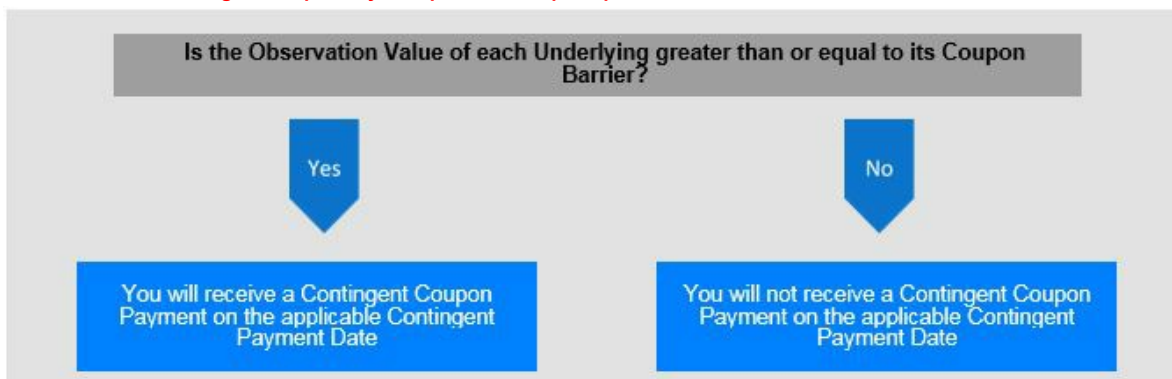 Is the Observation Value of each Underlying greater than or equal to its Coupon
Barrier?
Yes
No
You will receive a Contingent Coupon
Payment on the applicable Contingent
Payment Date
You will not receive a Contingent Coupon
Payment on the applicable Contingent
Payment Date